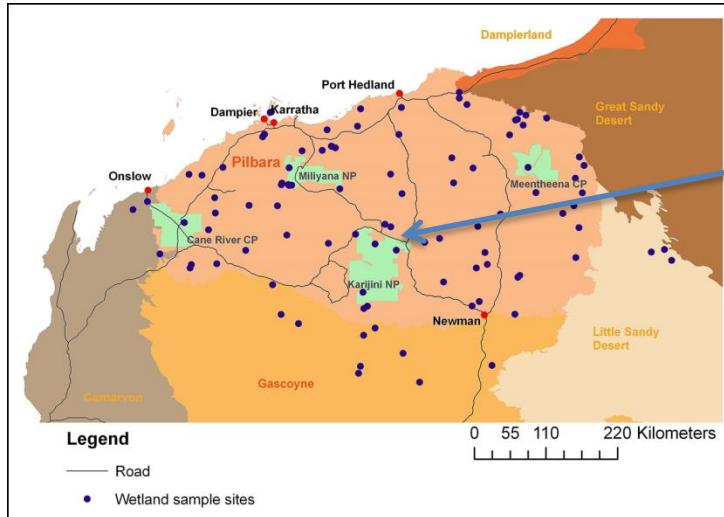 Dampierland
Port Hedland
Great Sandy
Desert
Dampier
Karratha
Pilbara
Onslow
Miliyana NP
Meentheena CP
Cane River CP
Karijini NP
Newman
Little Sandy
Desert
Gascoyne
Carnarvon
Legend
Road
Wetland sample sites
0 55 110 220 Kilometers